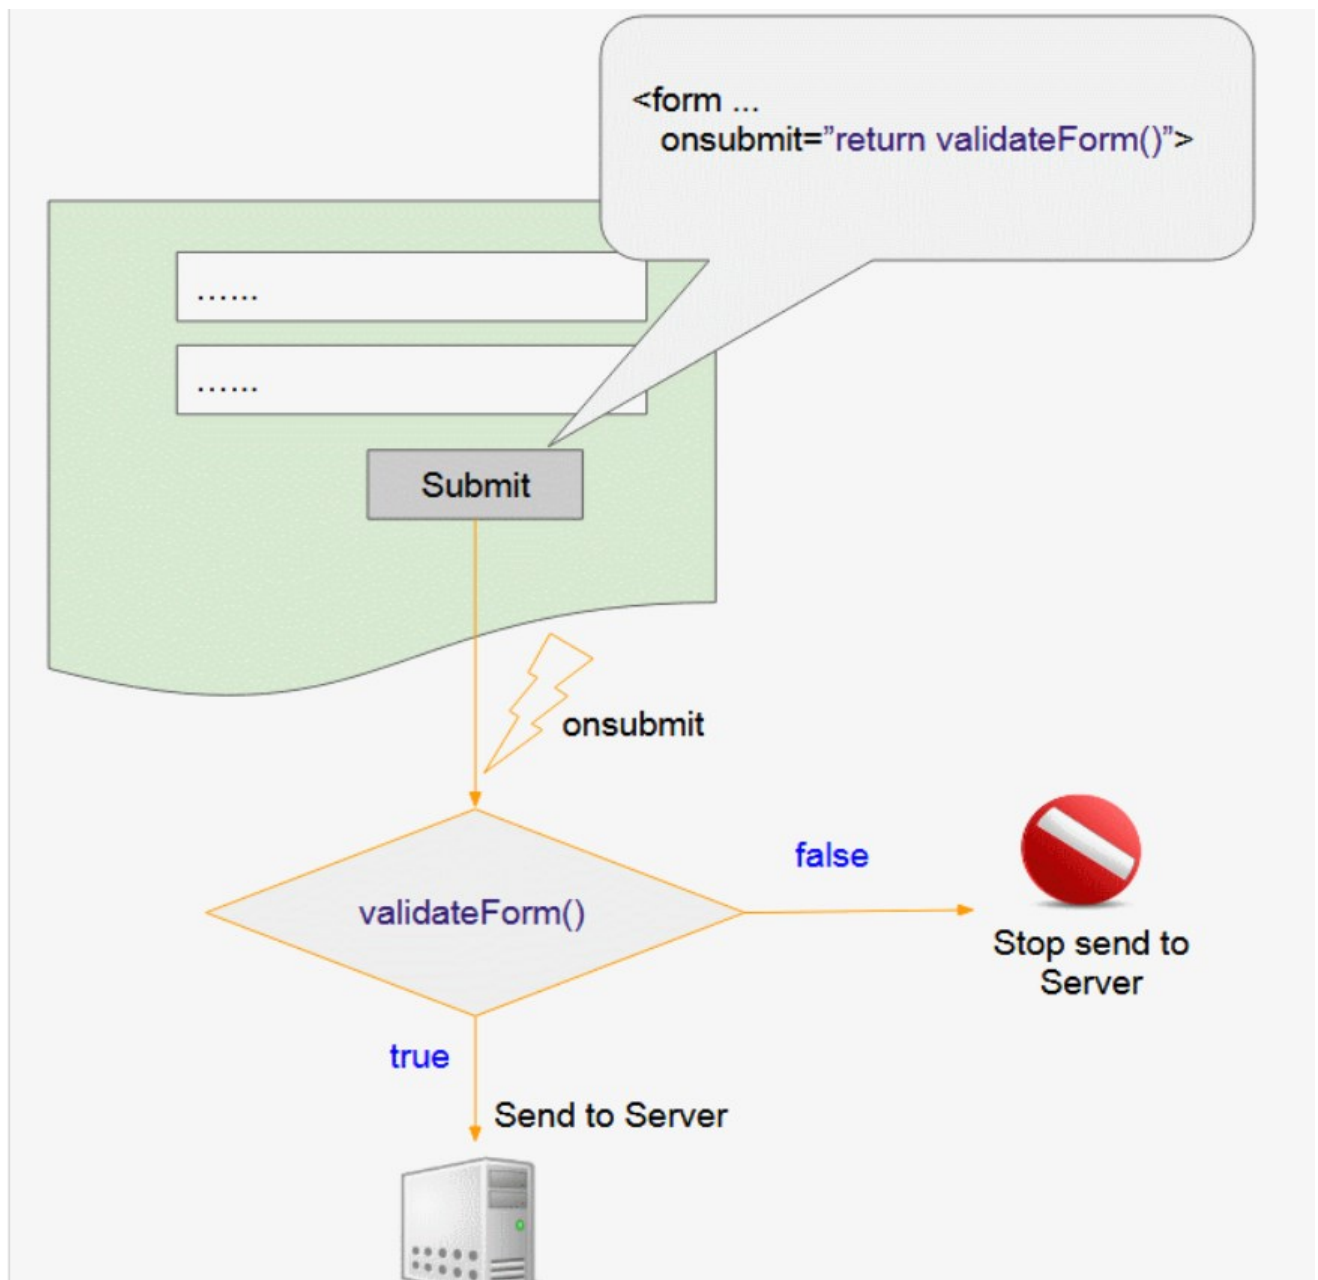 <form ...
onsubmit=”return validateForm()”>
......
......
Submit
onsubmit
false
validateForm()
Stop send to
Server
true
Send to Server